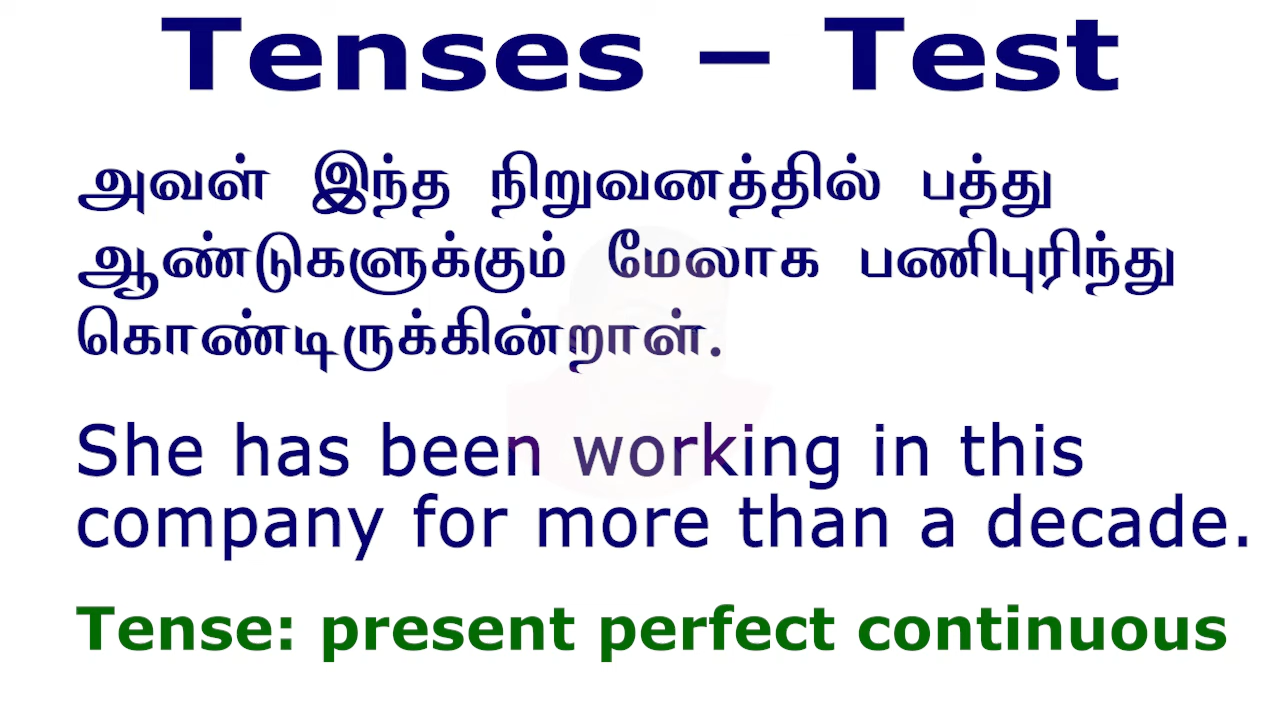 Tenses – Test
அவள் இந்த நிறுவனத்தில் பத்து
ஆண்டுகளுக்கும் மேலாக பணிபுரிந்து
கொண்டிருக்கின்றாள்.
She has been working in this
company for more than a decade.
Tense: present perfect continuous